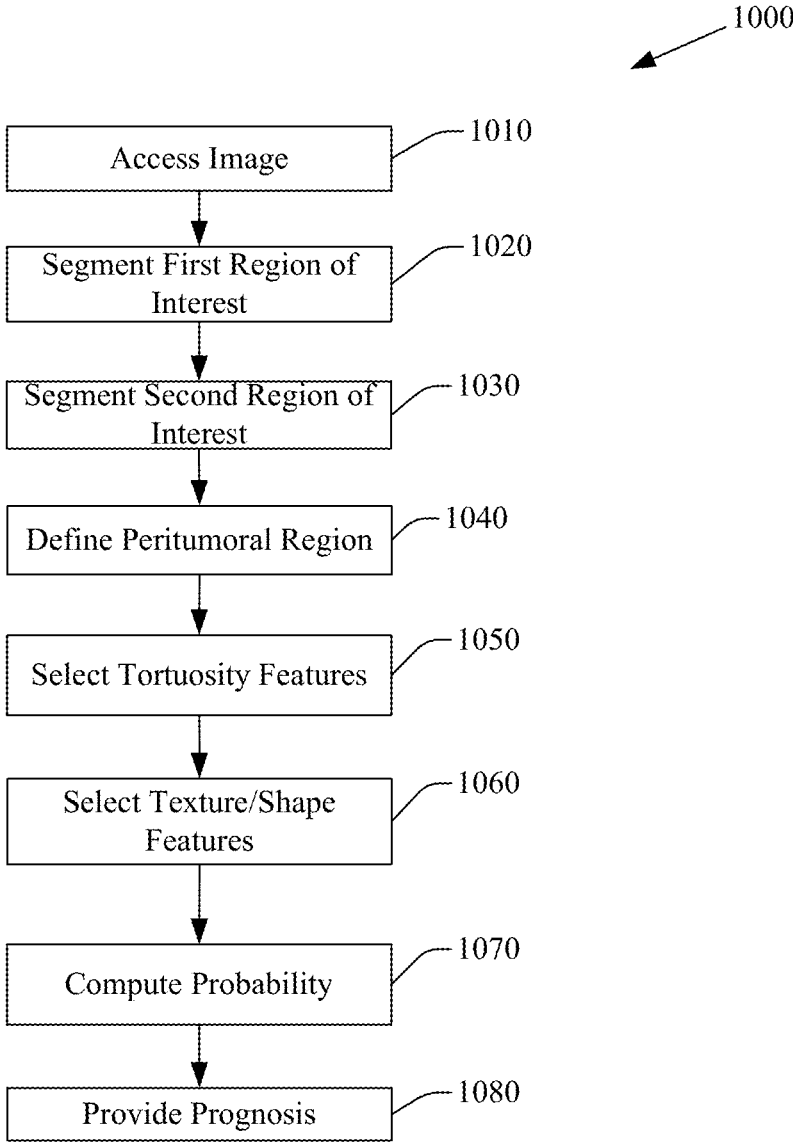 1000
Access Image
1010
Segment First Region of
Interest
1020
Segment Second Region of
Interest
1030
Define Peritumoral Region
1040
Select Tortuosity Features
1050
Select Texture/Shape
Features
1060
Compute Probability
1070
Provide Prognosis
1080